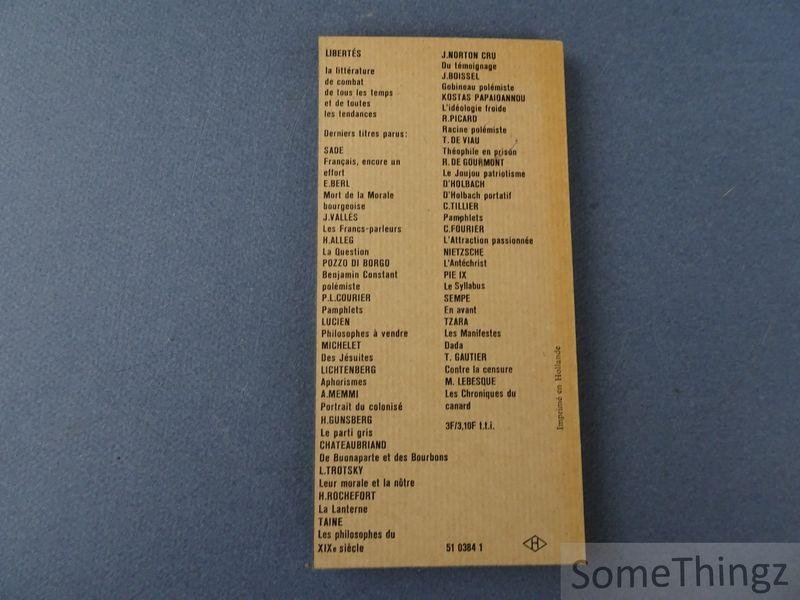 LIBERTÉS
la littérature
de combat
de tous les temps
et de toutes
les tendances
Derniers titres parus:
SADE
Français, encore un
effort
E.BERL
Mort de la Morale
bourgeoise
J.VALLÈS
Les Francs-parleurs
H.ALLEG
La Question
POZZO DI BORGO
Benjamin Constant
polémiste
P.L.COURIER
Pamphlets
LUCIEN
Philosophes à vendre
MICHELET
Des Jésuites
LICHTENBERG
Aphorismes
A.MEMMI
Portrait du colonisé
H.GUNSBERG
Le parti gris
CHATEAUBRIAND
De Buonaparte et des Bourbons
L.TROTSKY
Leur morale et la nôtre
H.ROCHEFORT
La Lanterne
TAINE
Les philosophes du
XIXe siècle
J.NORTON CRU
Du témoignage
J.BOISSEL
Gobineau polémiste
KOSTAS PAPAIOANNOU
L'idéologie froide
R.PICARD
Racine polémiste
T.DE VIAU
Théophile en prison
R.DE GOURMONT
Le Joujou patriotisme
D'HOLBACH
D'Holbach portatif
C.TILLIER
Pamphlets
C.FOURIER
L'Attraction passionnée
NIETZSCHE
L'Antéchrist
PIE IX
Le Syllabus
SEMPE
En avant
TZARA
Les Manifestes
Dada
T. GAUTIER
Contre la censure
M. LEBESQUE
Les Chroniques du
canard
3F/3,10F t.t.i.
51 0384 1
H
Imprimé en Hollande
SomeThingz